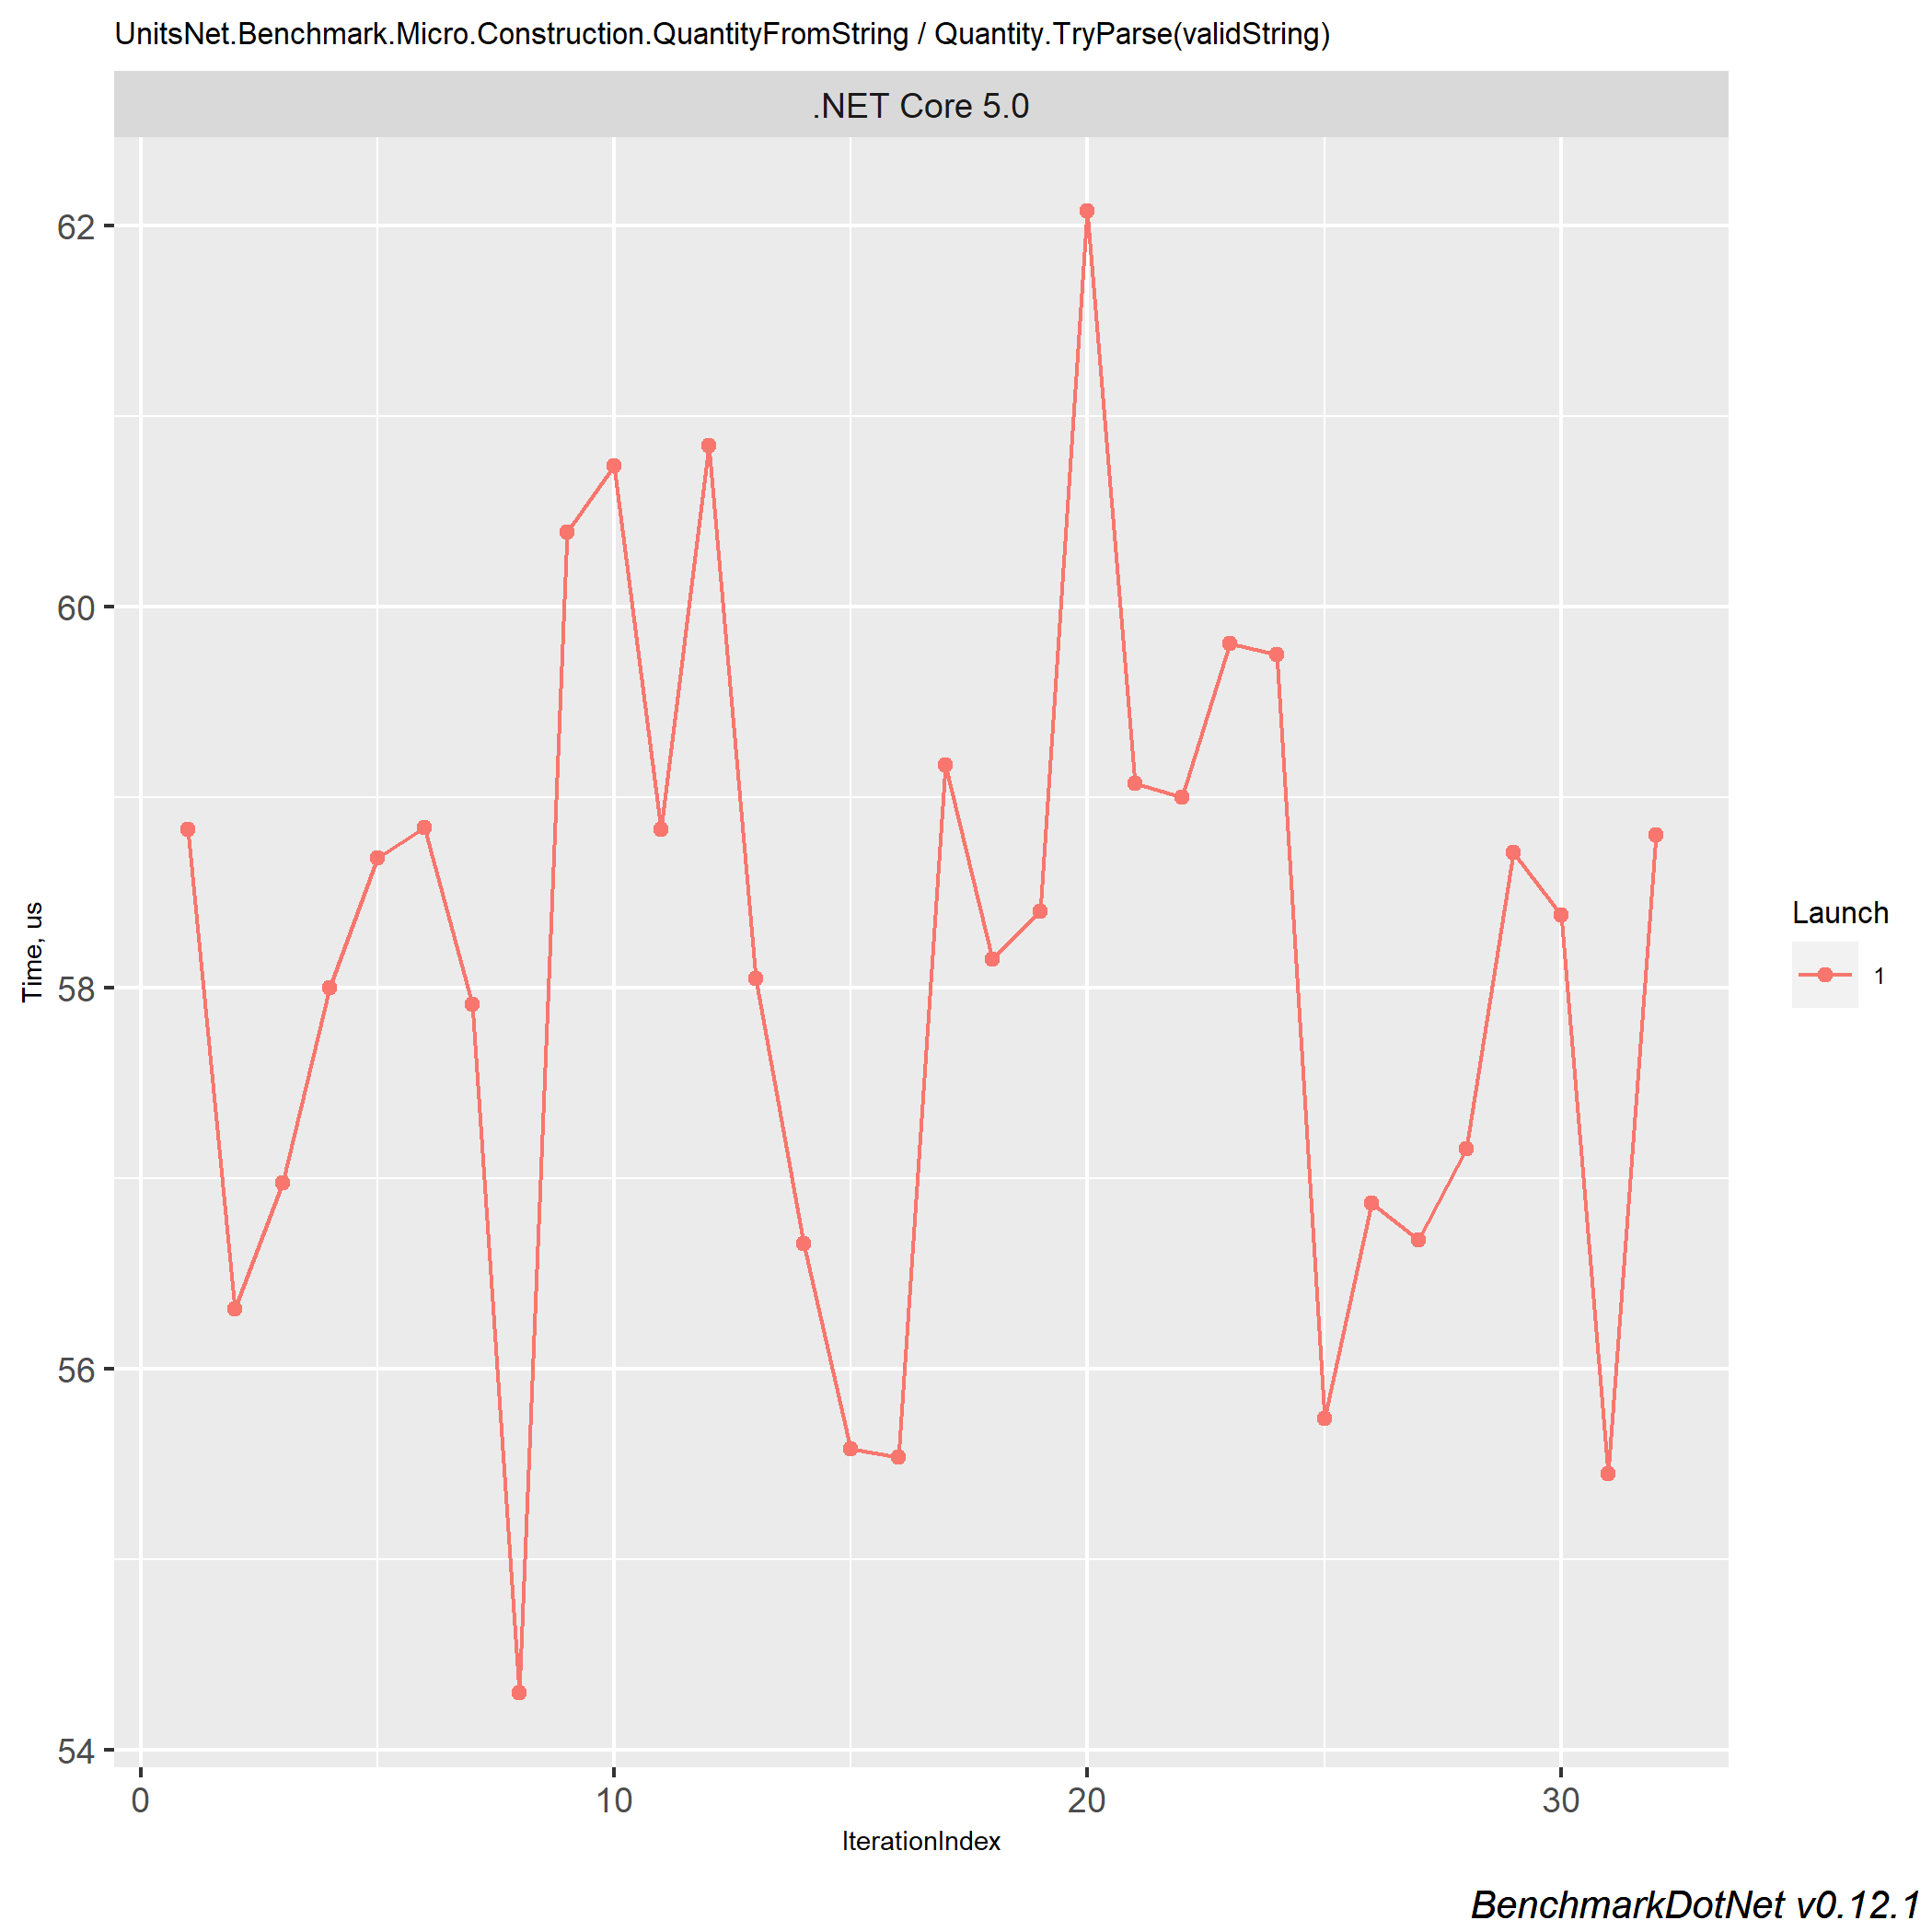 UnitsNet.Benchmark.Micro.Construction.QuantityFromString / Quantity.TryParse(validString)
.NET Core 5.0
62
60
58
56
54
Time, us
0 10 20 30
IterationIndex
Launch
1
BenchmarkDotNet v0.12.1